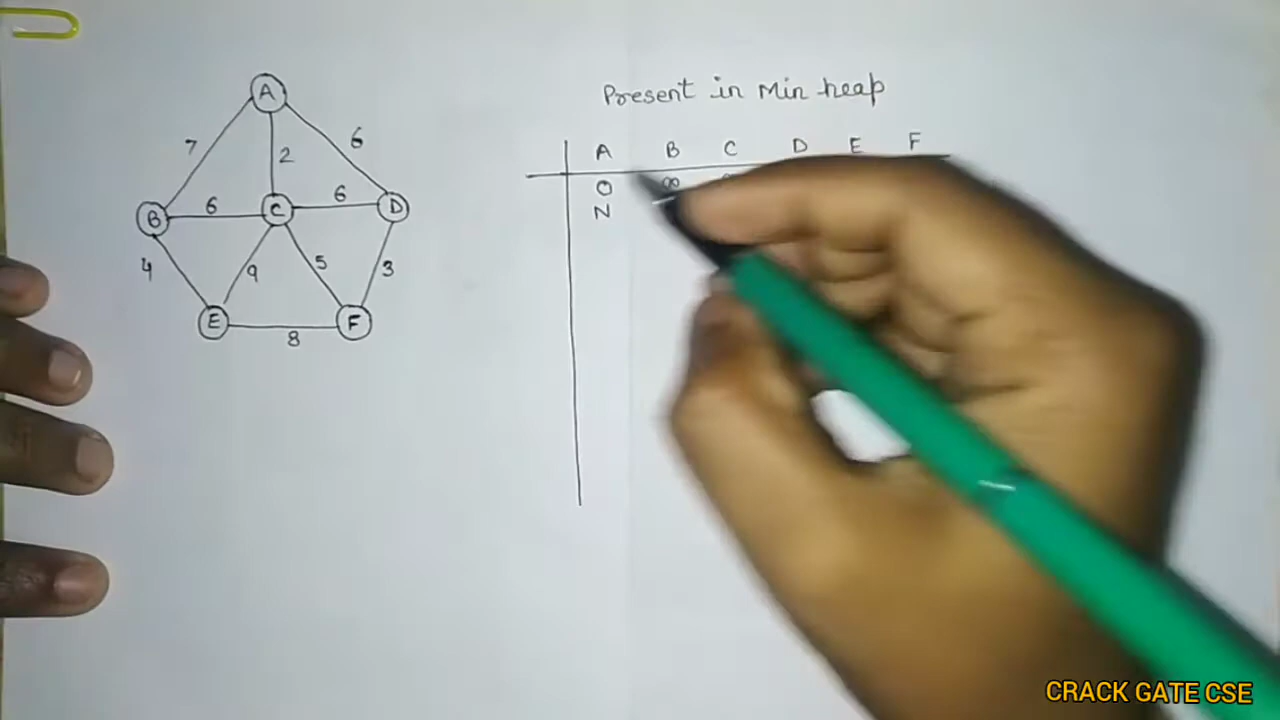 Present in Min heap
A B C D E F
0 ∞
N
A
7 2 6
B 6 C 6 D
4 9 5 3
E 8 F
CRACK GATE CSE